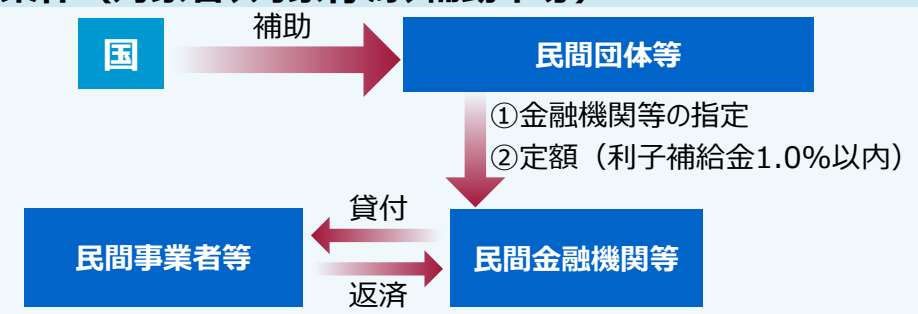 補助
国
民間団体等
①金融機関等の指定
②定額（利子補給金1.0%以内）
貸付
民間事業者等
民間金融機関等
返済